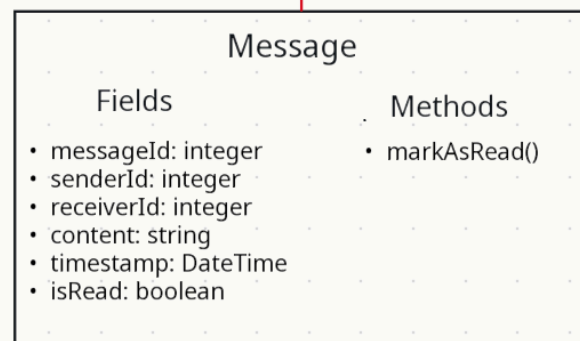 Message
Fields
• messageId: integer
• senderId: integer
• receiverId: integer
• content: string
• timestamp: DateTime
• isRead: boolean
Methods
• markAsRead()